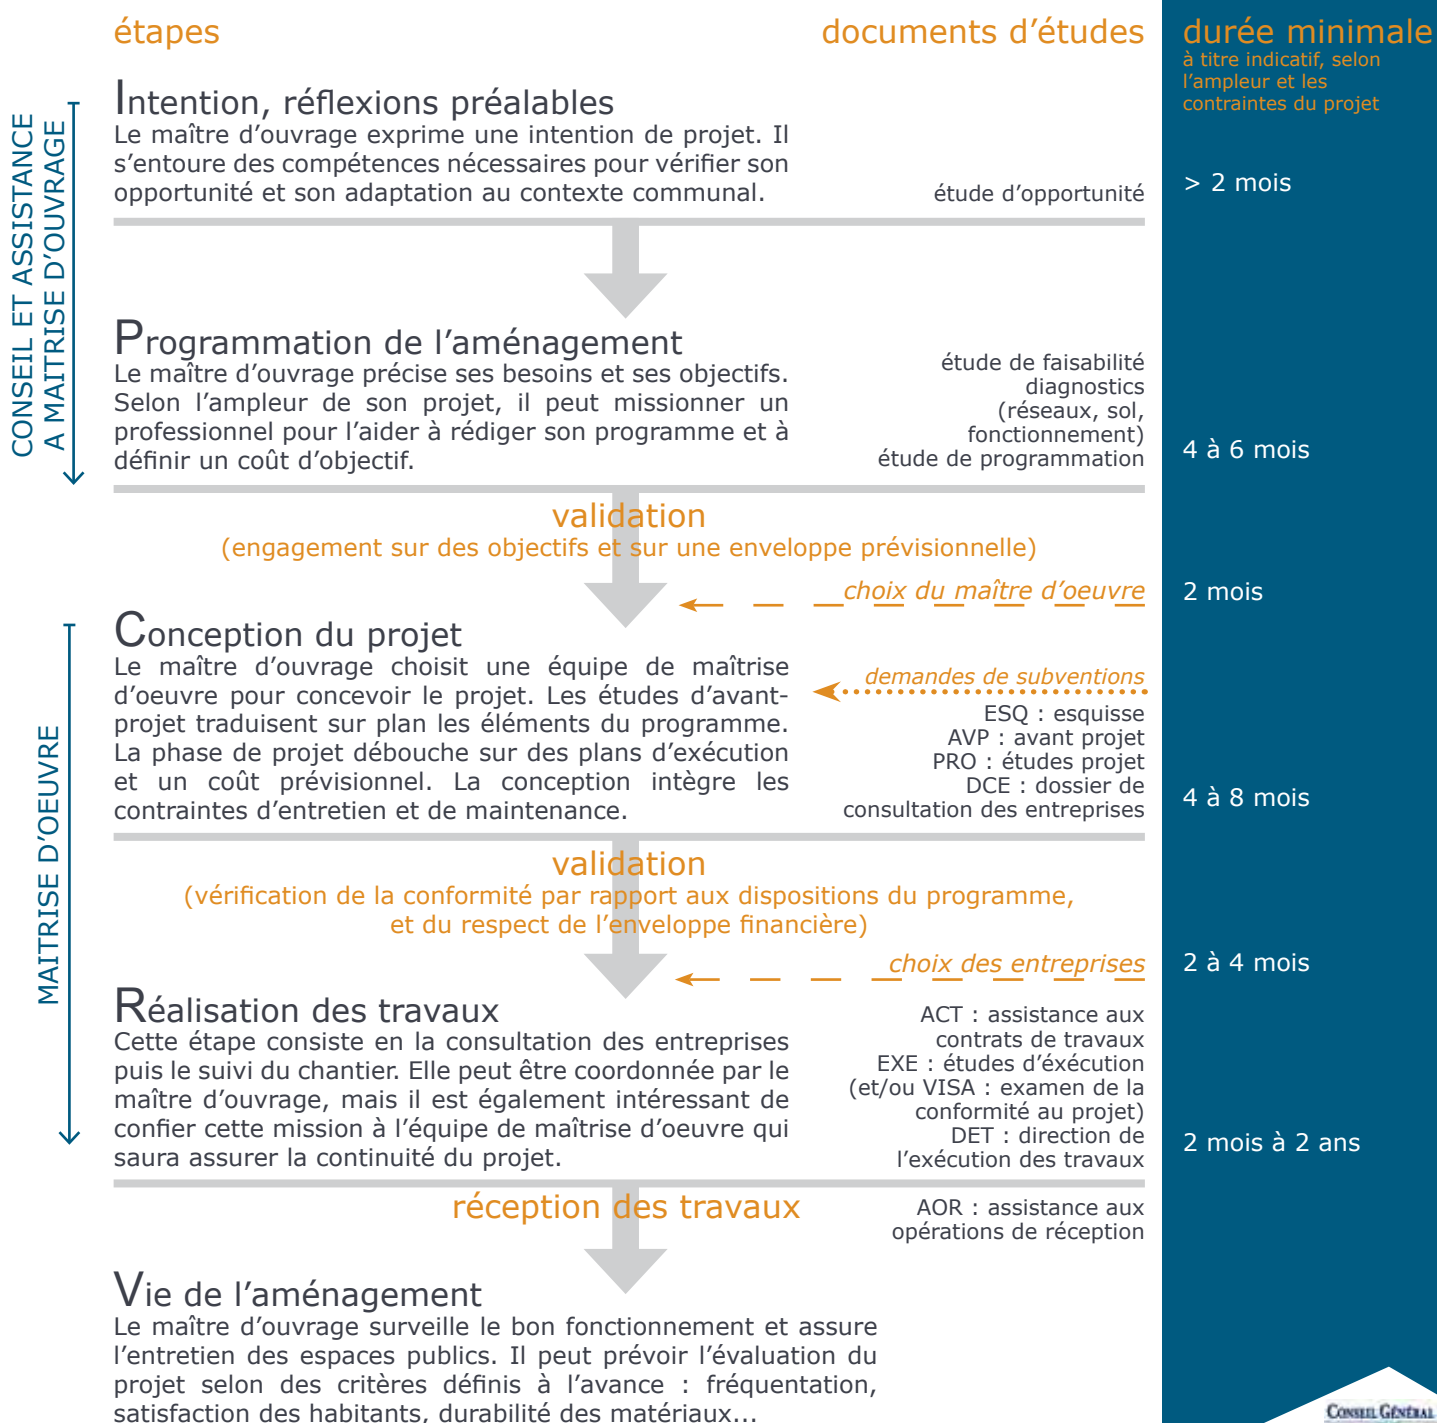 étapes
documents d'études
durée minimale
à titre indicatif, selon
l'ampleur et les
contraintes du projet
CONSEIL ET ASSISTANCE
A MAITRISE D'OUVRAGE
Intention, réflexions préalables
Le maître d'ouvrage exprime une intention de projet. Il
s'entoure des compétences nécessaires pour vérifier son
opportunité et son adaptation au contexte communal.
étude d'opportunité
> 2 mois
Programmation de l'aménagement
Le maître d'ouvrage précise ses besoins et ses objectifs.
Selon l'ampleur de son projet, il peut missionner un
professionnel pour l'aider à rédiger son programme et à
définir un coût d'objectif.
étude de faisabilité
diagnostics
(réseaux, sol,
fonctionnement)
étude de programmation
4 à 6 mois
validation
(engagement sur des objectifs et sur une enveloppe prévisionnelle)
choix du maître d'oeuvre
2 mois
MAITRISE D'OEUVRE
Conception du projet
Le maître d'ouvrage choisit une équipe de maîtrise
d'oeuvre pour concevoir le projet. Les études d'avant-
projet traduisent sur plan les éléments du programme.
La phase de projet débouche sur des plans d'exécution
et un coût prévisionnel. La conception intègre les
contraintes d'entretien et de maintenance.
demandes de subventions
ESQ : esquisse
AVP : avant projet
PRO : études projet
DCE : dossier de
consultation des entreprises
4 à 8 mois
validation
(vérification de la conformité par rapport aux dispositions du programme,
et du respect de l'enveloppe financière)
choix des entreprises
2 à 4 mois
Réalisation des travaux
Cette étape consiste en la consultation des entreprises
puis le suivi du chantier. Elle peut être coordonnée par le
maître d'ouvrage, mais il est également intéressant de
confier cette mission à l'équipe de maîtrise d'oeuvre qui
saura assurer la continuité du projet.
ACT : assistance aux
contrats de travaux
EXE : études d'éxécution
(et/ou VISA : examen de la
conformité au projet)
DET : direction de
l'exécution des travaux
2 mois à 2 ans
réception des travaux
AOR : assistance aux
opérations de réception
Vie de l'aménagement
Le maître d'ouvrage surveille le bon fonctionnement et assure
l'entretien des espaces publics. Il peut prévoir l'évaluation du
projet selon des critères définis à l'avance : fréquentation,
satisfaction des habitants, durabilité des matériaux...
CONSEIL GÉNÉRAL